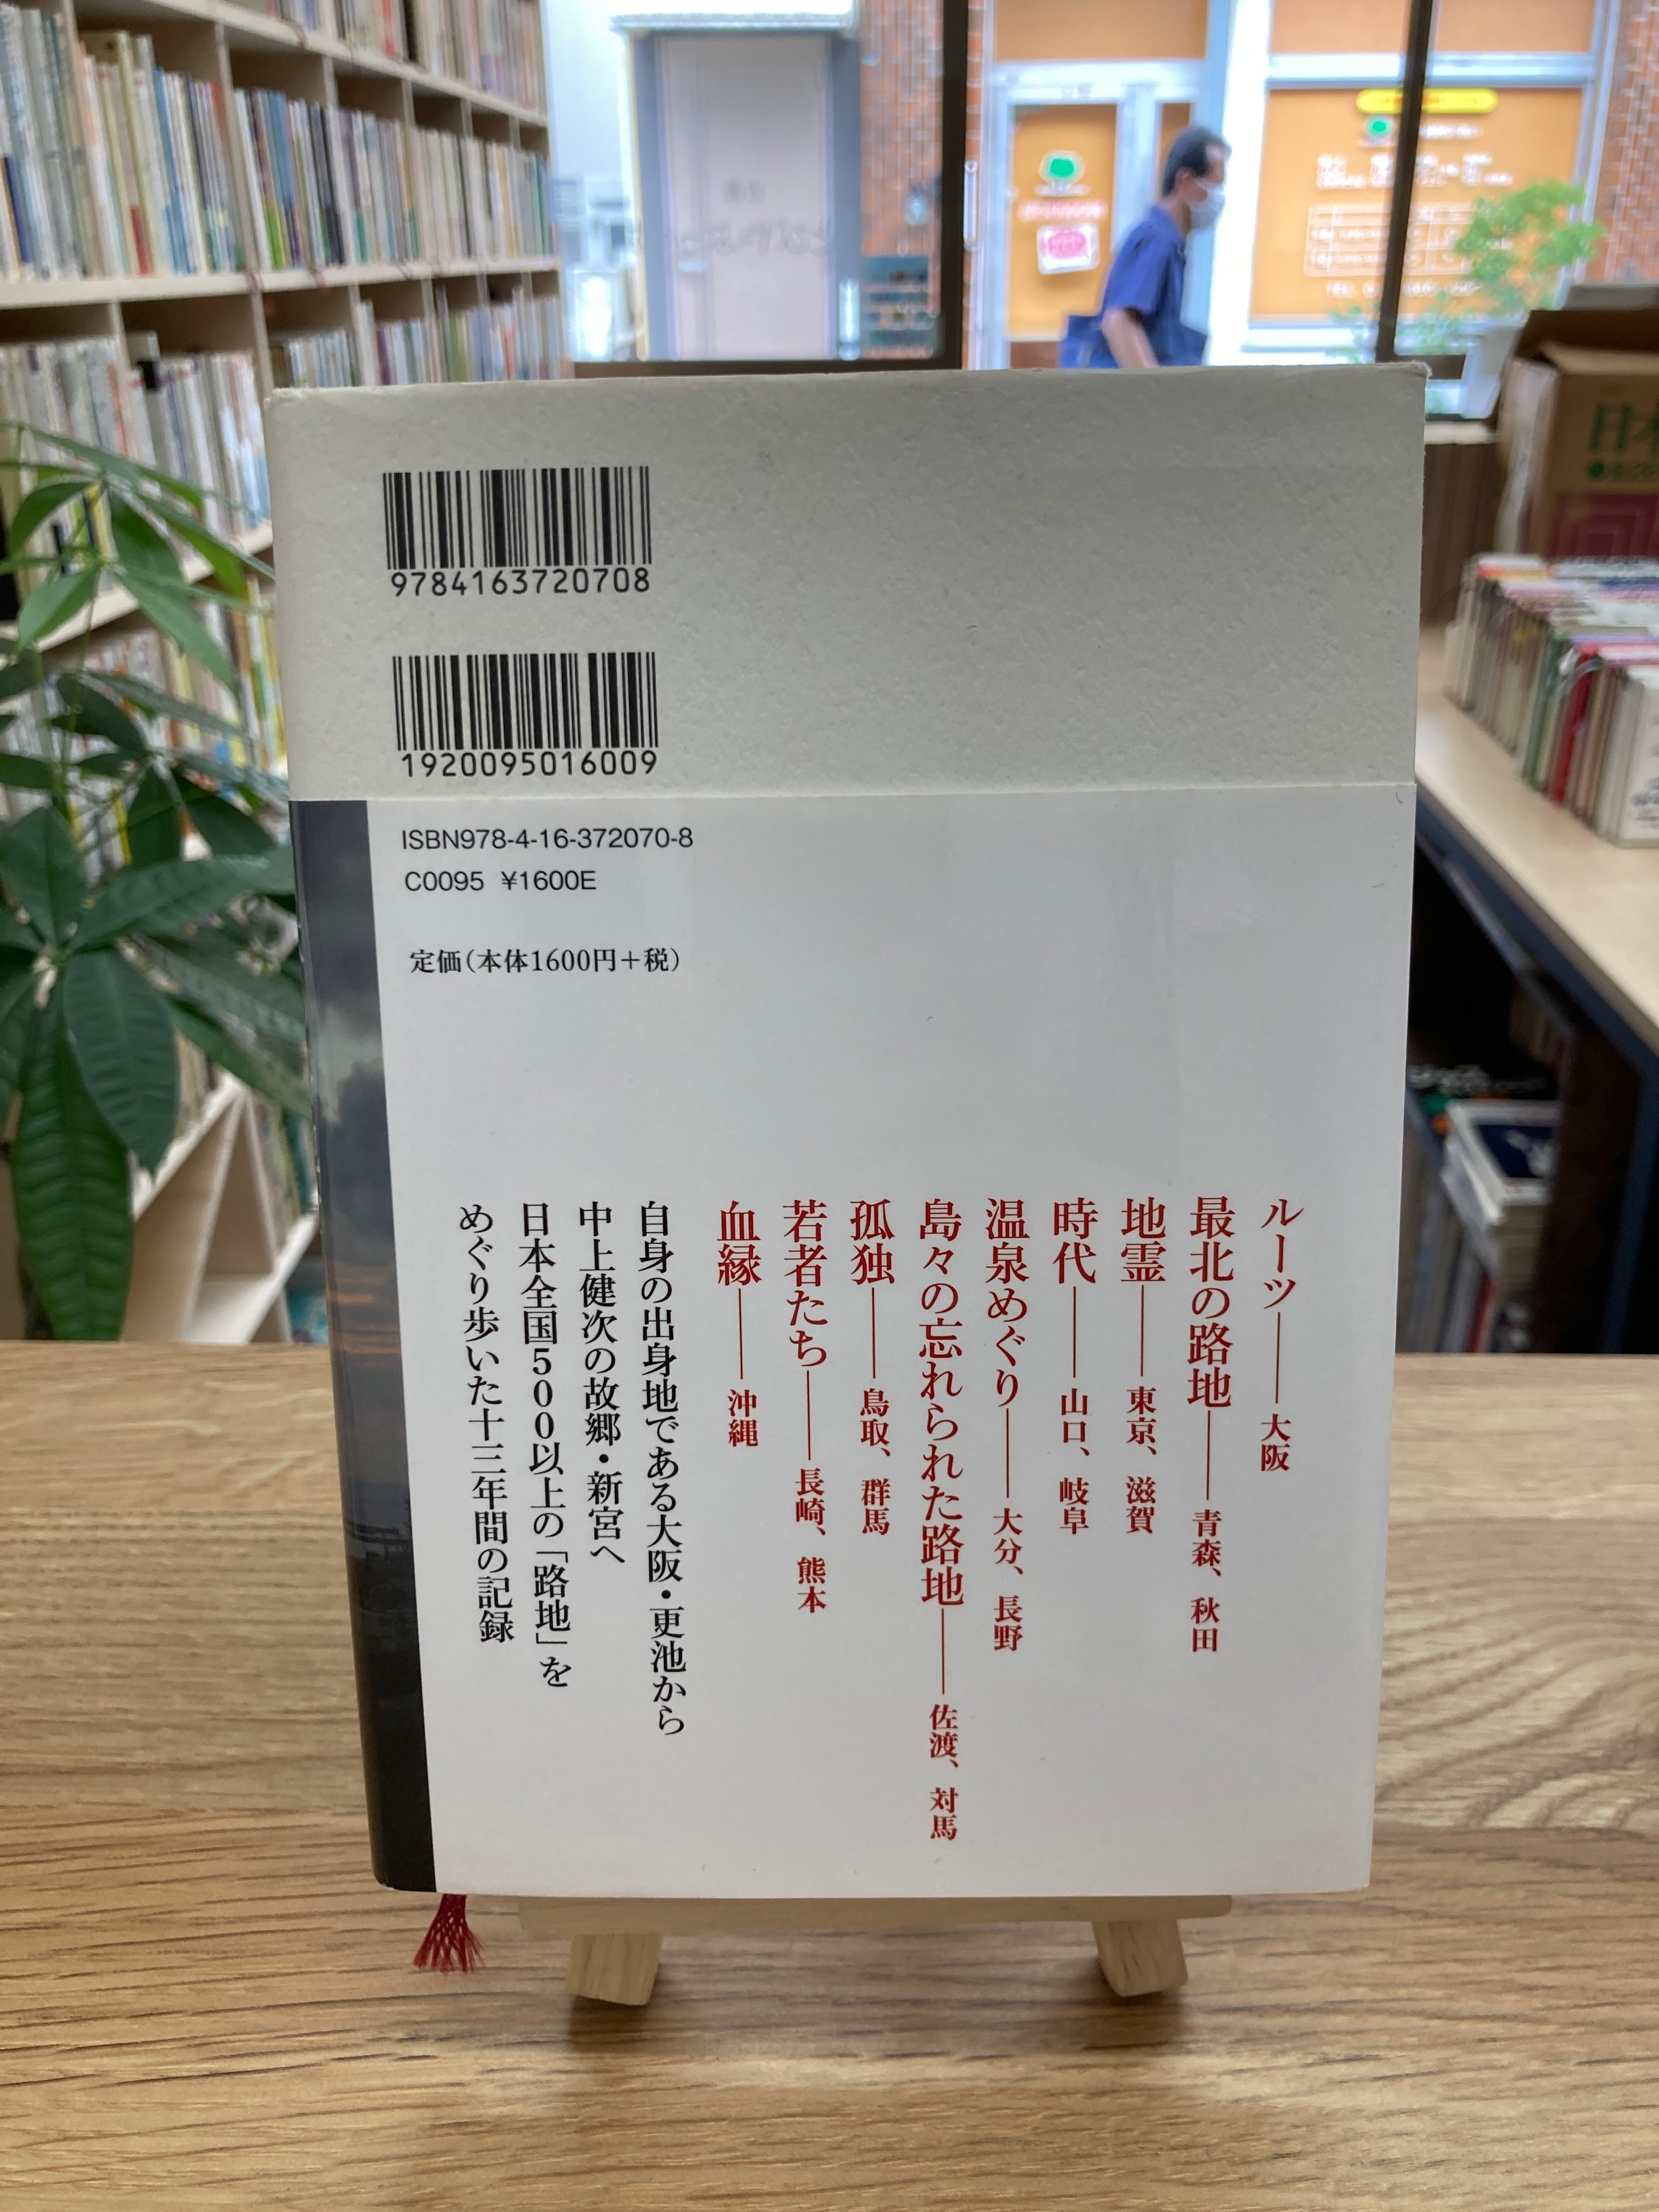 9784163720708
1920095016009
ISBN978-4-16-372070-8
C0095 ¥1600E
定価(本体1600円+税)
ルーツ――大阪
最北の路地――青森、秋田
地霊――東京、滋賀
時代――山口、岐阜
温泉めぐり――大分、長野
島々の忘れられた路地――佐渡、対馬
孤独――鳥取、群馬
若者たち――長崎、熊本
血縁――沖縄
自身の出身地である大阪・更池から
中上健次の故郷・新宮へ
日本全国500以上の「路地」を
めぐり歩いた十三年間の記録